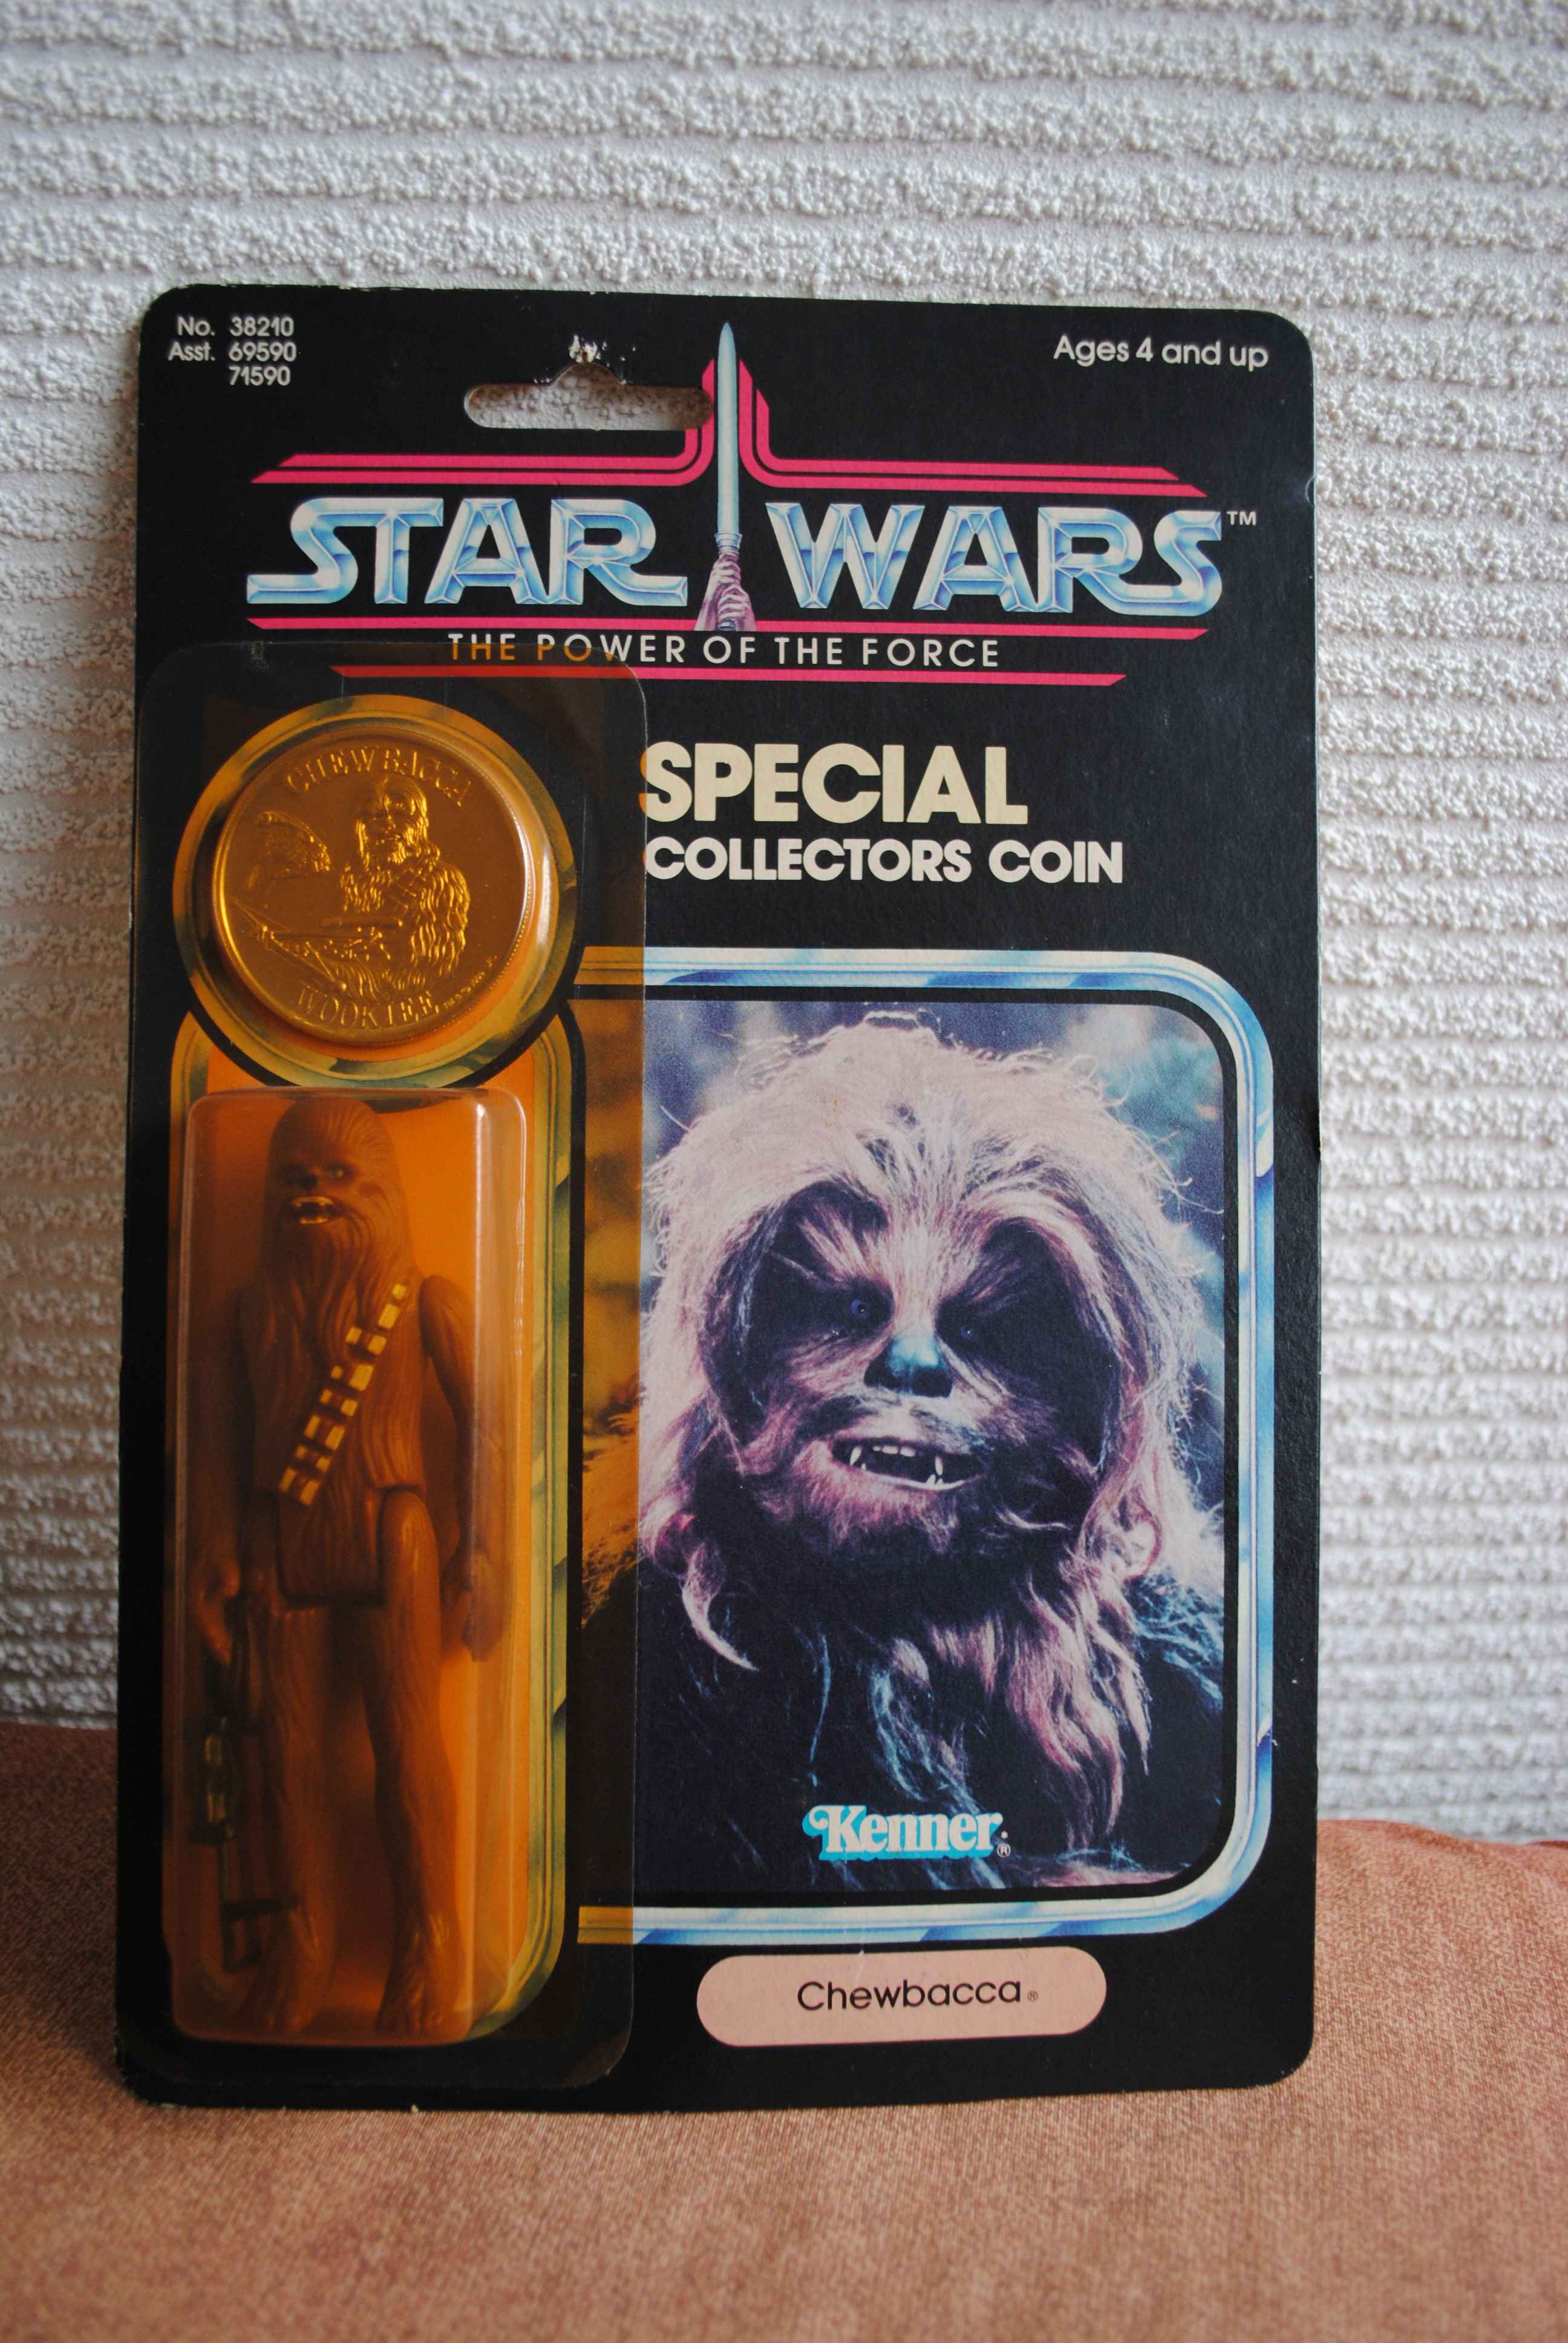 No. 38210
Asst. 69590
71590
Ages 4 and up
STAR WARS™
THE POWER OF THE FORCE
SPECIAL
COLLECTORS COIN
CHEWBACCA
WOOKIEE
Kenner®
Chewbacca®